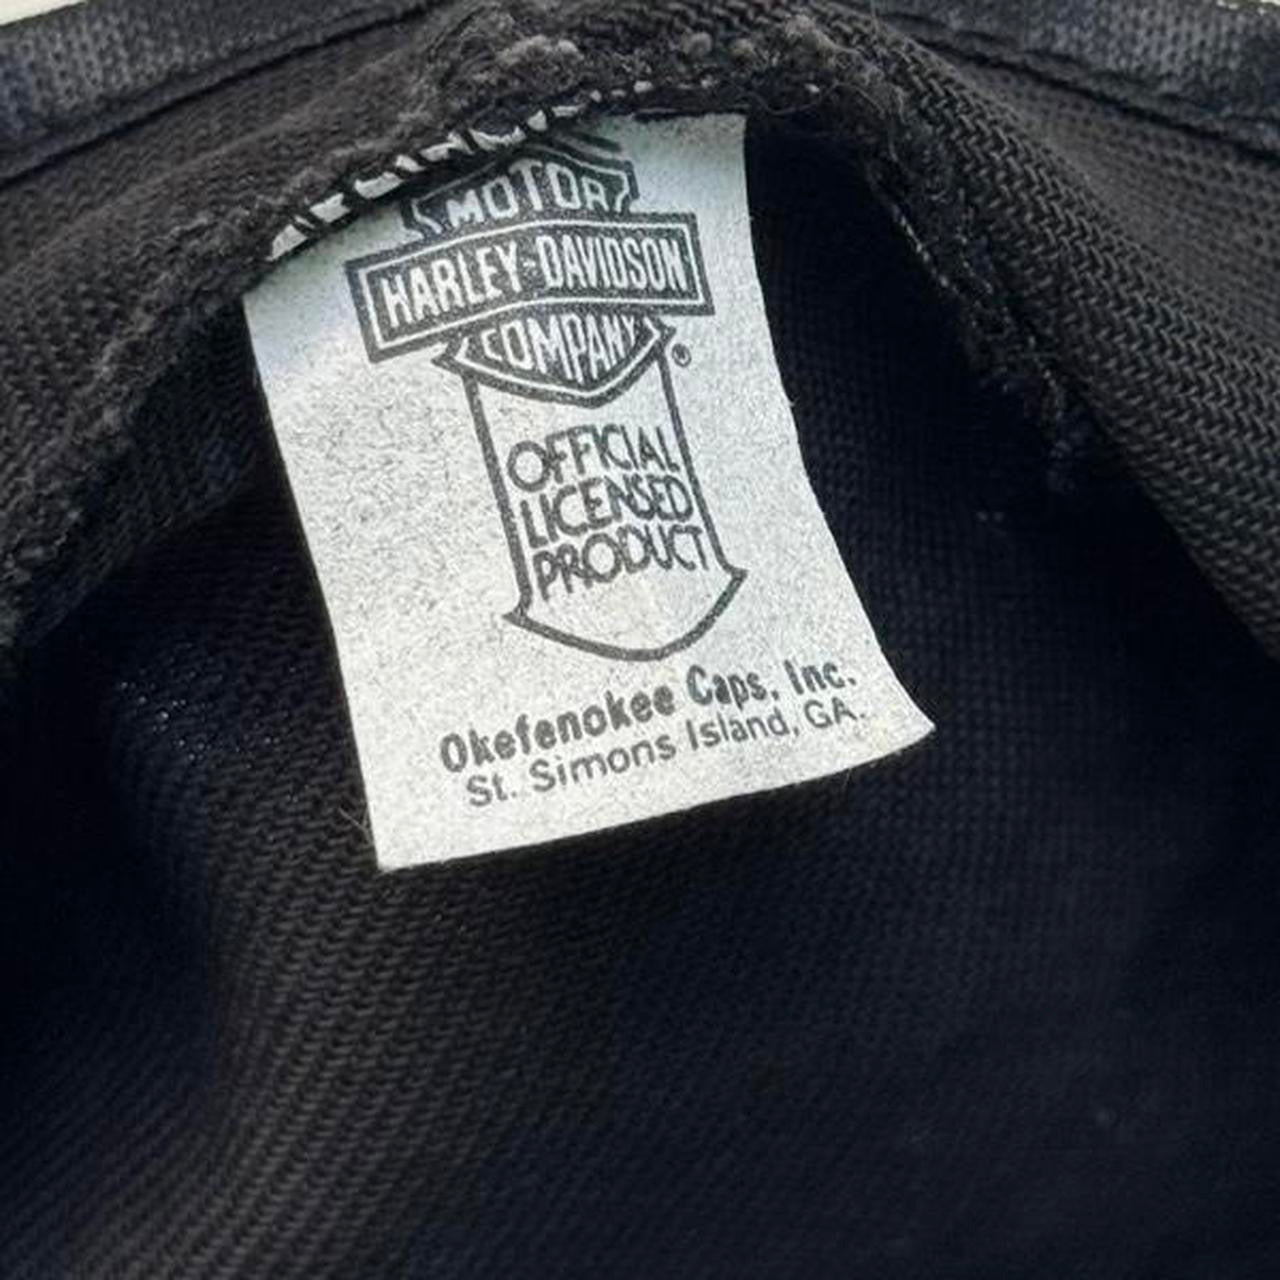 MOTOR
HARLEY-DAVIDSON
COMPANY
®
OFFICIAL
LICENSED
PRODUCT
Okefenokee Caps, Inc.
St. Simons Island, GA.